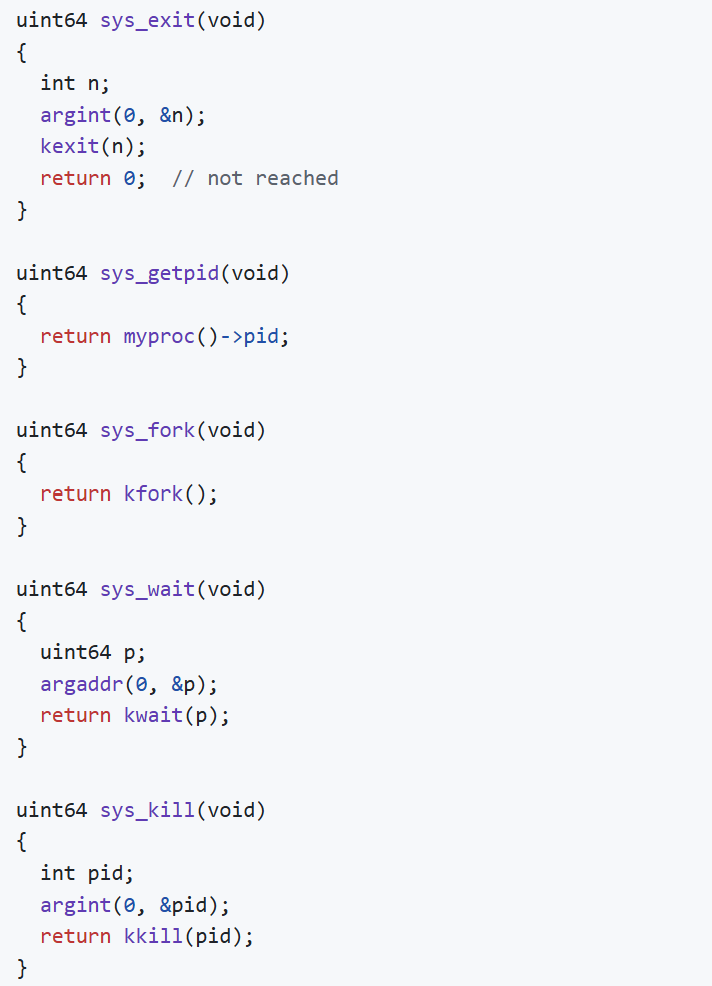 uint64 sys_exit(void)
{
  int n;
  argint(0, &n);
  kexit(n);
  return 0;  // not reached
}

uint64 sys_getpid(void)
{
  return myproc()->pid;
}

uint64 sys_fork(void)
{
  return kfork();
}

uint64 sys_wait(void)
{
  uint64 p;
  argaddr(0, &p);
  return kwait(p);
}

uint64 sys_kill(void)
{
  int pid;
  argint(0, &pid);
  return kkill(pid);
}